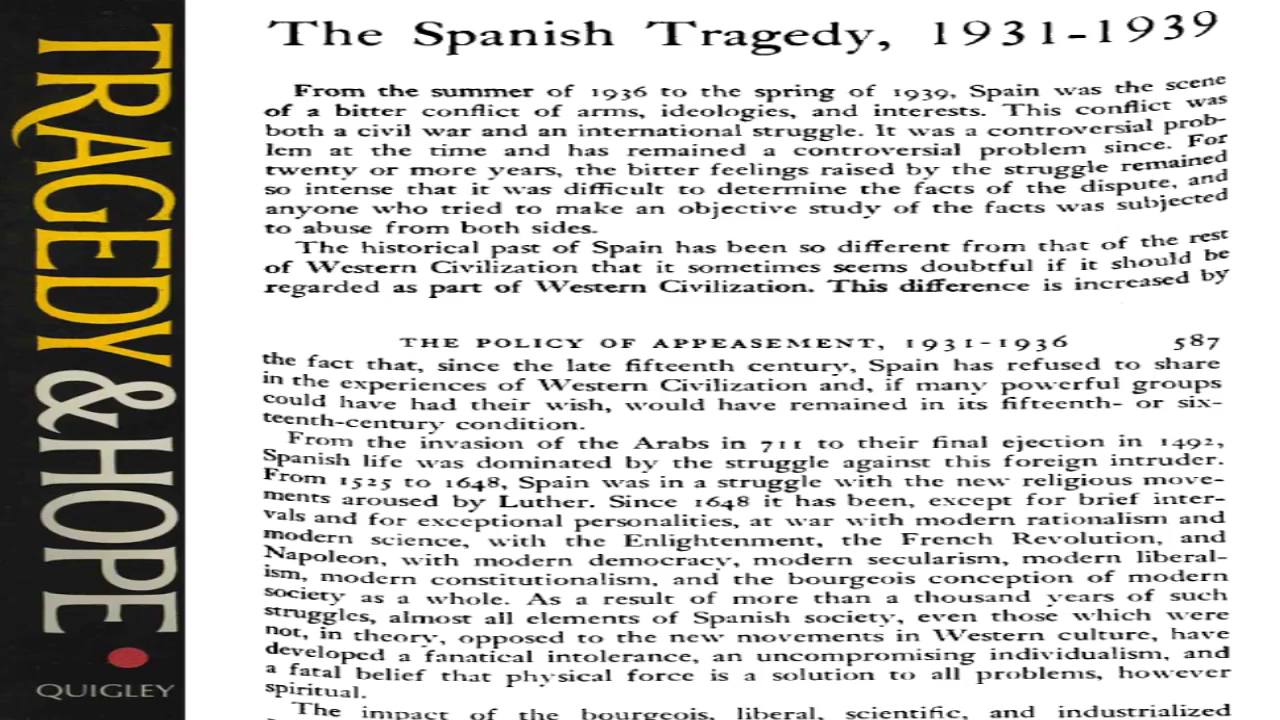 TRAGEDY & HOPE
QUIGLEY
The Spanish Tragedy, 1931-1939
From the summer of 1936 to the spring of 1939, Spain was the scene
of a bitter conflict of arms, ideologies, and interests. This conflict was
both a civil war and an international struggle. It was a controversial prob-
lem at the time and has remained a controversial problem since. For
twenty or more years, the bitter feelings raised by the struggle remained
so intense that it was difficult to determine the facts of the dispute, and
anyone who tried to make an objective study of the facts was subjected
to abuse from both sides.
The historical past of Spain has been so different from that of the rest
of Western Civilization that it sometimes seems doubtful if it should be
regarded as part of Western Civilization. This difference is increased by
THE POLICY OF APPEASEMENT, 1931-1936 587
the fact that, since the late fifteenth century, Spain has refused to share
in the experiences of Western Civilization and, if many powerful groups
could have had their wish, would have remained in its fifteenth- or six-
teenth-century condition.
From the invasion of the Arabs in 711 to their final ejection in 1492,
Spanish life was dominated by the struggle against this foreign intruder.
From 1525 to 1648, Spain was in a struggle with the new religious move-
ments aroused by Luther. Since 1648 it has been, except for brief inter-
vals and for exceptional personalities, at war with modern rationalism and
modern science, with the Enlightenment, the French Revolution, and
Napoleon, with modern democracy, modern secularism, modern liberal-
ism, modern constitutionalism, and the bourgeois conception of modern
society as a whole. As a result of more than a thousand years of such
struggles, almost all elements of Spanish society, even those which were
not, in theory, opposed to the new movements in Western culture, have
developed a fanatical intolerance, an uncompromising individualism, and
a fatal belief that physical force is a solution to all problems, however
spiritual.
The impact of the bourgeois, liberal, scientific, and industrialized